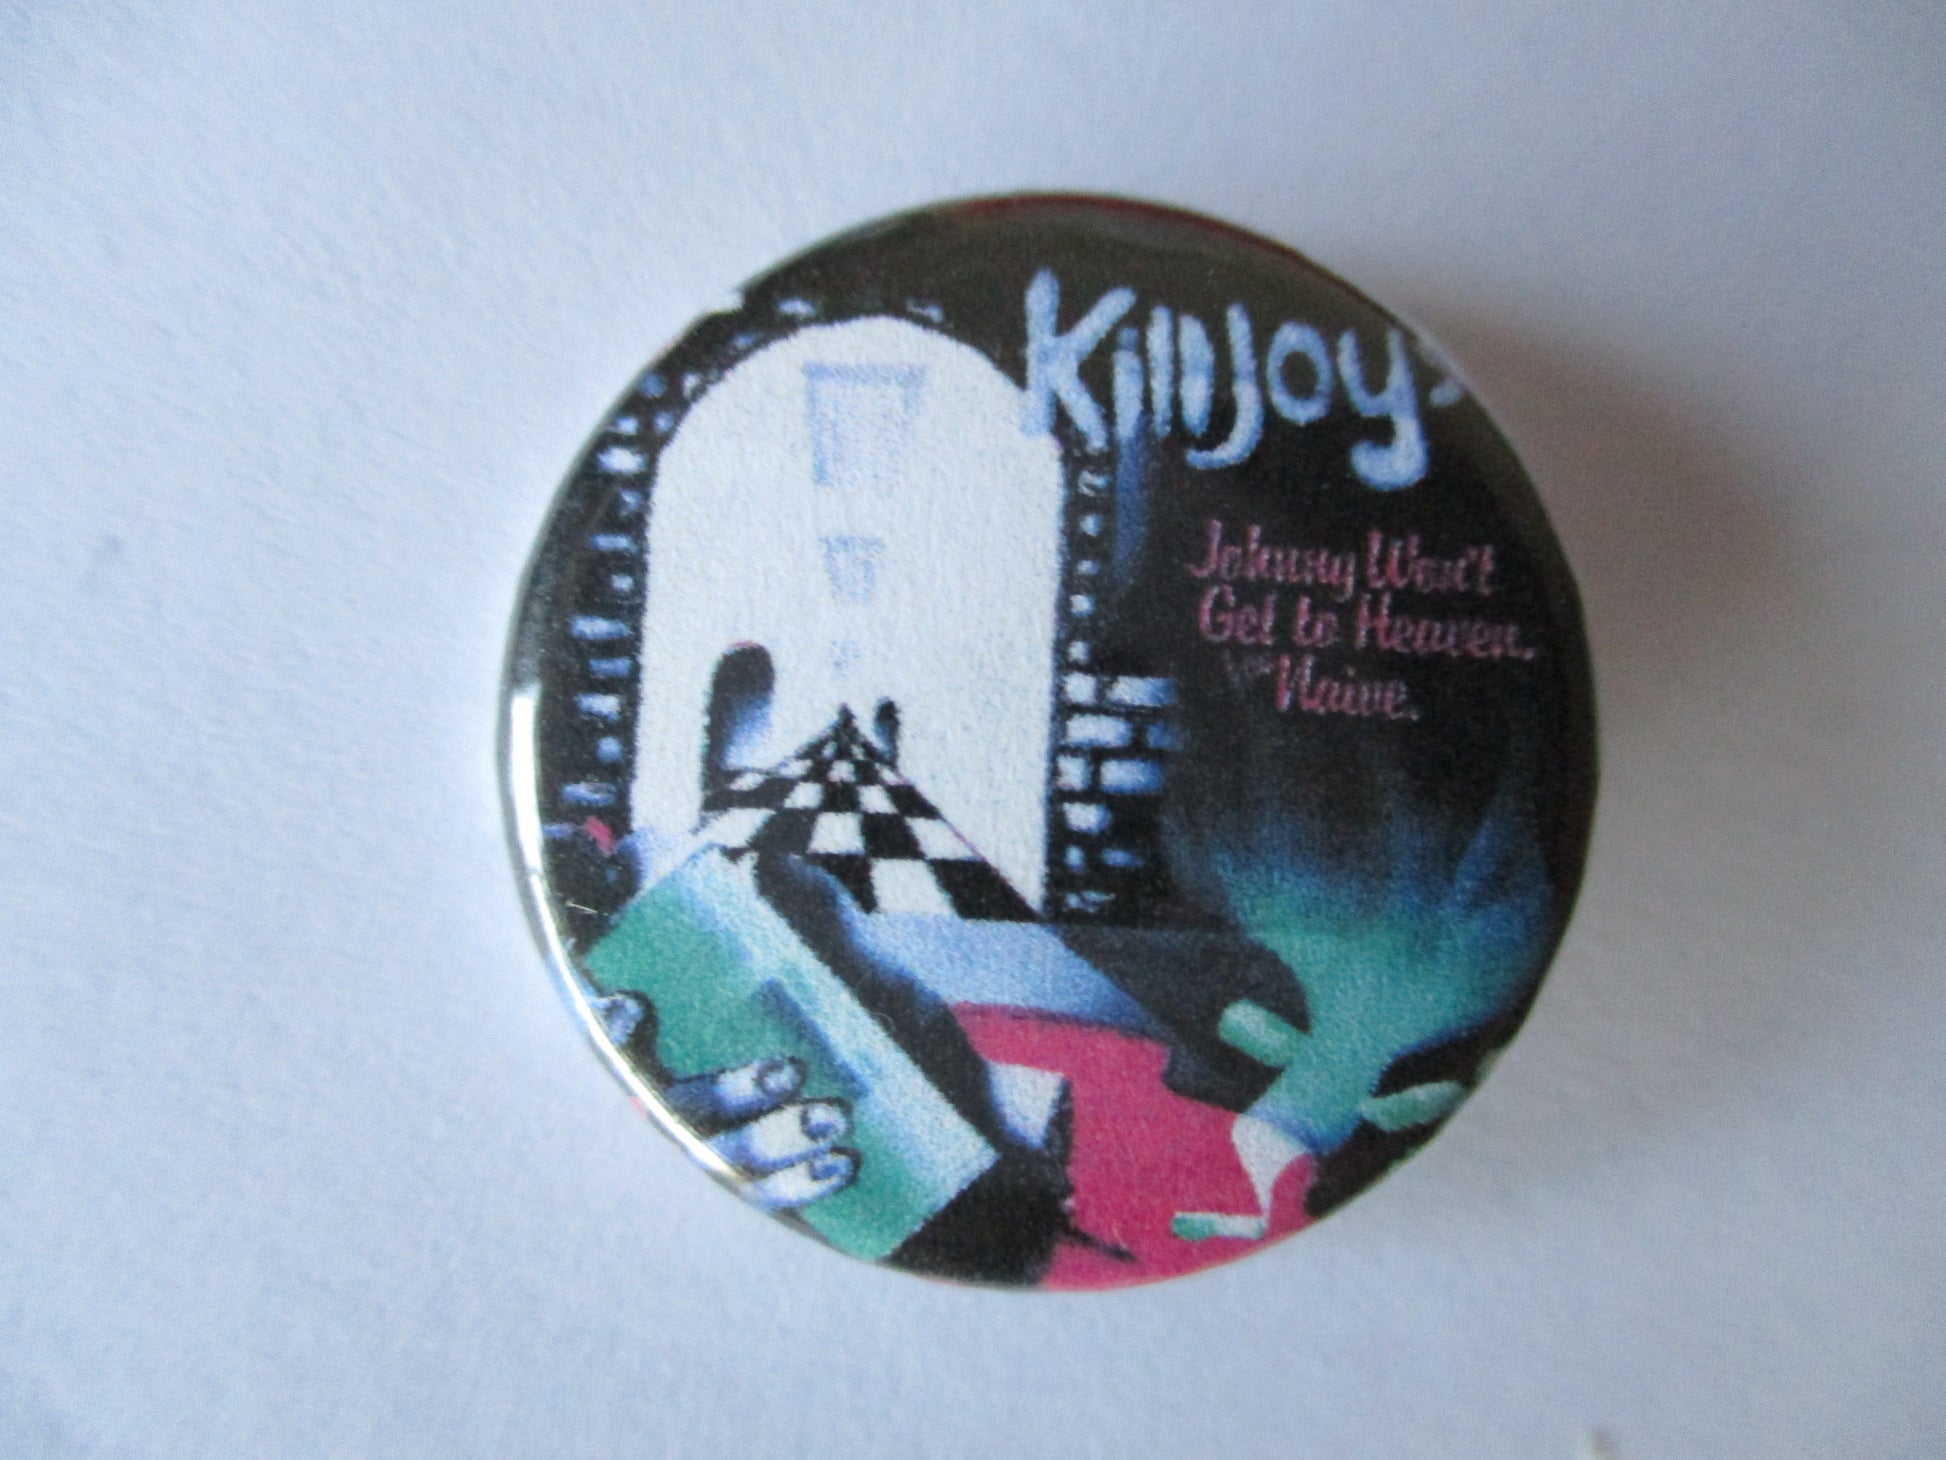 Killjoys
Johnny Won't
Get to Heaven.
Naive.